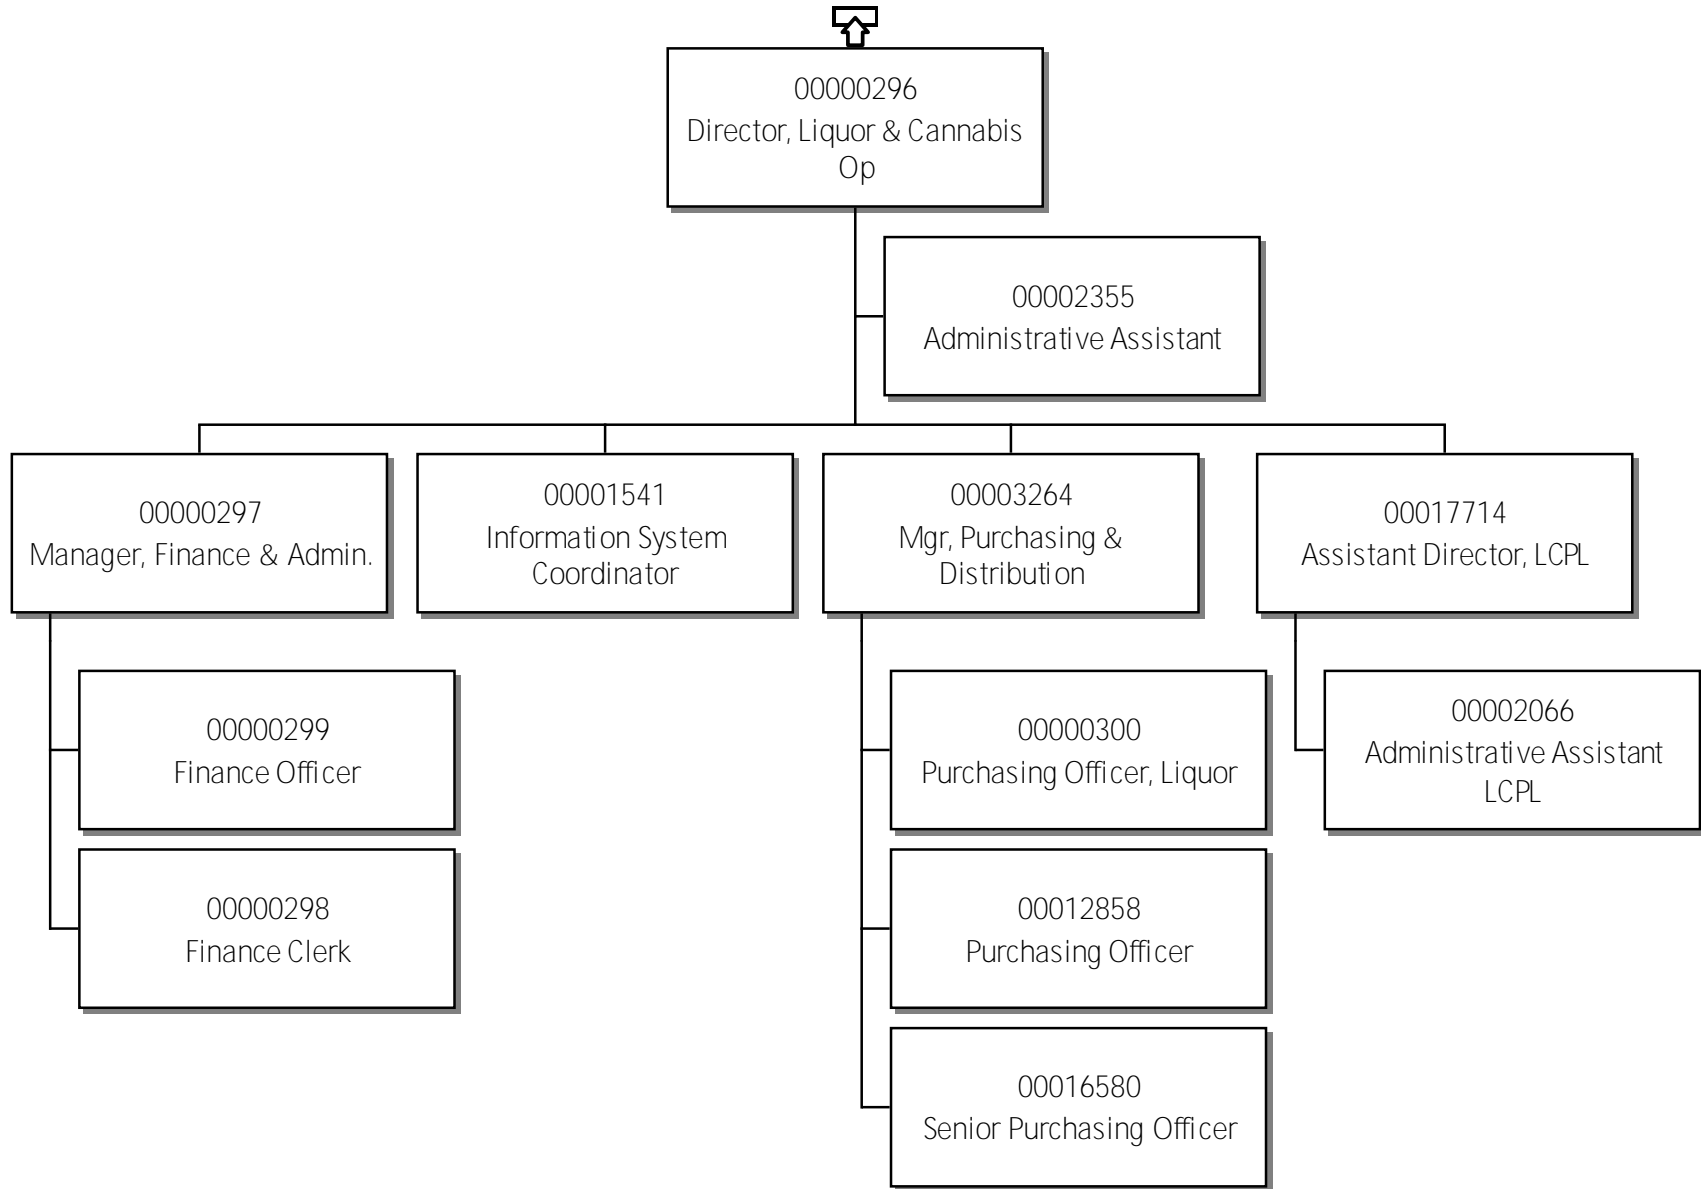 00000296
Director, Liquor & Cannabis
Op
00002355
Administrative Assistant
00000297
Manager, Finance & Admin.
00001541
Information System
Coordinator
00003264
Mgr, Purchasing &
Distribution
00017714
Assistant Director, LCPL
00000299
Finance Officer
00000298
Finance Clerk
00000300
Purchasing Officer, Liquor
00012858
Purchasing Officer
00016580
Senior Purchasing Officer
00002066
Administrative Assistant
LCPL